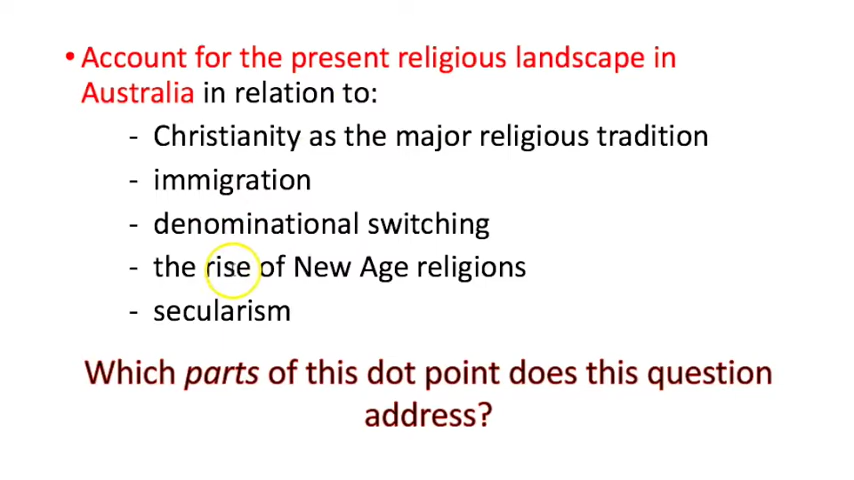 • Account for the present religious landscape in
Australia in relation to:
- Christianity as the major religious tradition
- immigration
- denominational switching
- the rise of New Age religions
- secularism
Which parts of this dot point does this question
address?